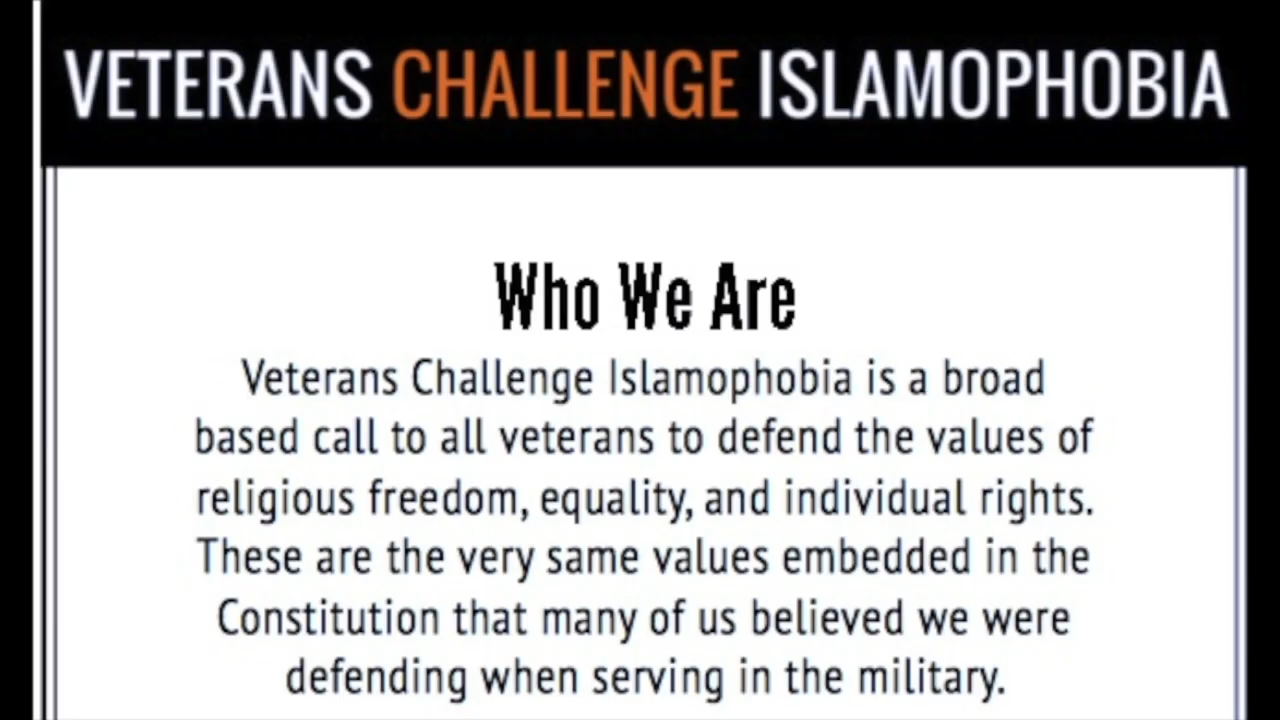 VETERANS CHALLENGE ISLAMOPHOBIA
Who We Are
Veterans Challenge Islamophobia is a broad
based call to all veterans to defend the values of
religious freedom, equality, and individual rights.
These are the very same values embedded in the
Constitution that many of us believed we were
defending when serving in the military.